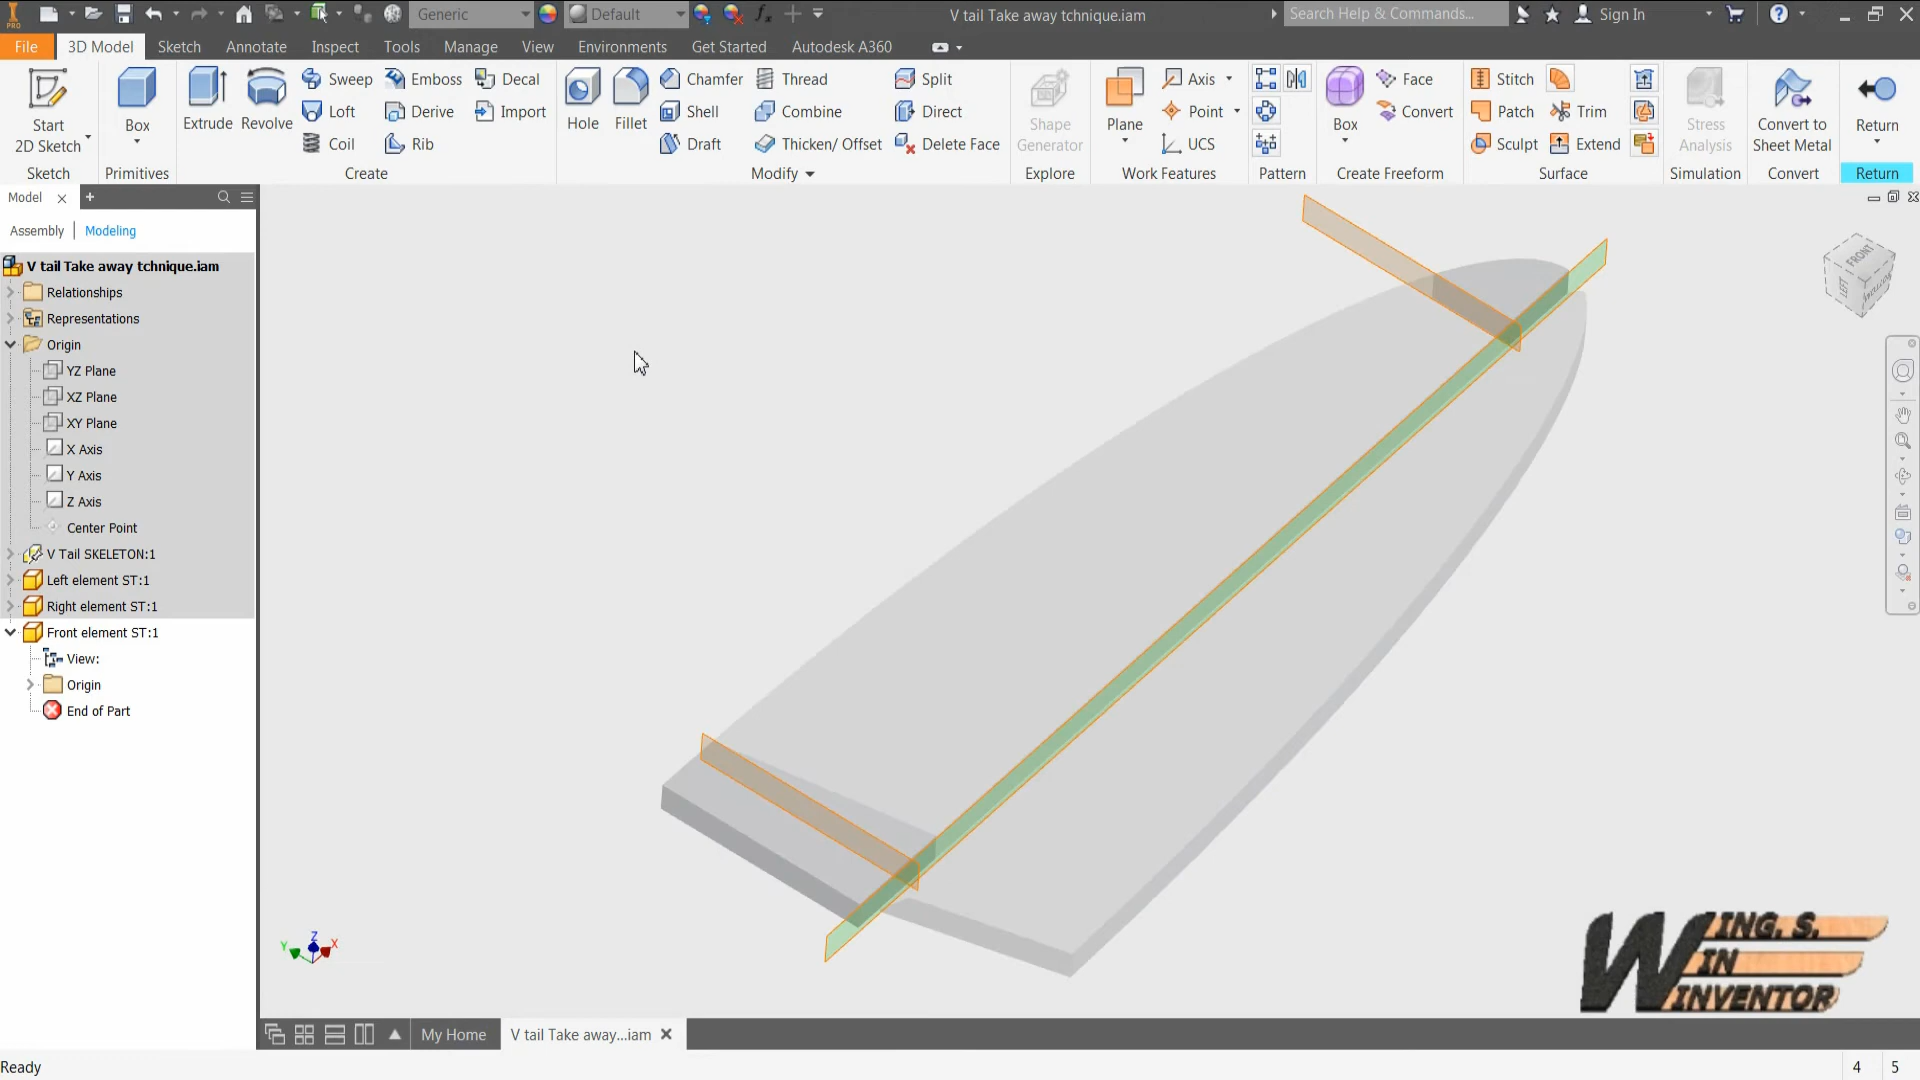 PRO
Generic
Default
V tail Take away tchnique.iam
Search Help & Commands...
Sign In
File
3D Model
Sketch
Annotate
Inspect
Tools
Manage
View
Environments
Get Started
Autodesk A360
Start
2D Sketch
Sketch
Box
Primitives
Extrude
Revolve
Sweep
Loft
Coil
Emboss
Derive
Rib
Decal
Import
Create
Hole
Fillet
Chamfer
Shell
Draft
Thread
Combine
Thicken/ Offset
Split
Direct
Delete Face
Modify
Shape
Generator
Explore
Plane
Axis
Point
UCS
Work Features
Pattern
Box
Face
Convert
Create Freeform
Stitch
Patch
Sculpt
Trim
Extend
Surface
Stress
Analysis
Simulation
Convert to
Sheet Metal
Convert
Return
Return
Model
Assembly
Modeling
V tail Take away tchnique.iam
Relationships
Representations
Origin
YZ Plane
XZ Plane
XY Plane
X Axis
Y Axis
Z Axis
Center Point
V Tail SKELETON:1
Left element ST:1
Right element ST:1
Front element ST:1
View:
Origin
End of Part
FRONT
Y
Z
X
WING. S.
WIN
WINVENTOR
My Home
V tail Take away...iam
Ready
4
5